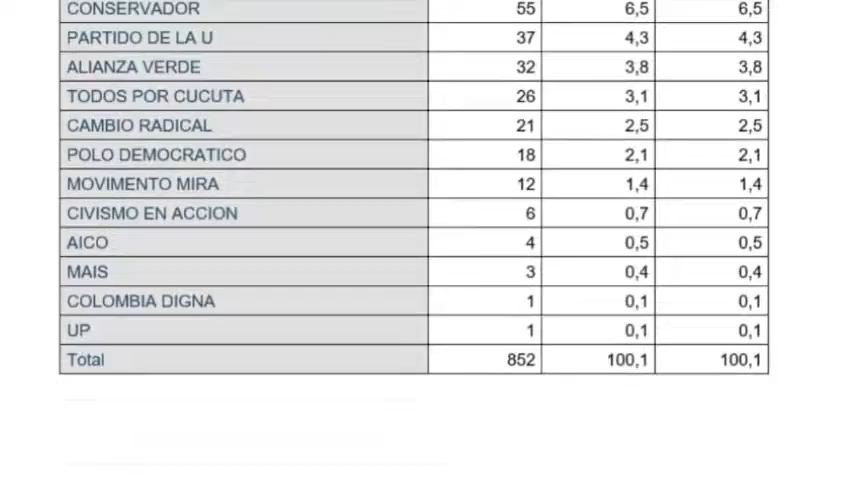 CONSERVADOR 55 6,5 6,5
PARTIDO DE LA U 37 4,3 4,3
ALIANZA VERDE 32 3,8 3,8
TODOS POR CUCUTA 26 3,1 3,1
CAMBIO RADICAL 21 2,5 2,5
POLO DEMOCRATICO 18 2,1 2,1
MOVIMENTO MIRA 12 1,4 1,4
CIVISMO EN ACCION 6 0,7 0,7
AICO 4 0,5 0,5
MAIS 3 0,4 0,4
COLOMBIA DIGNA 1 0,1 0,1
UP 1 0,1 0,1
Total 852 100,1 100,1